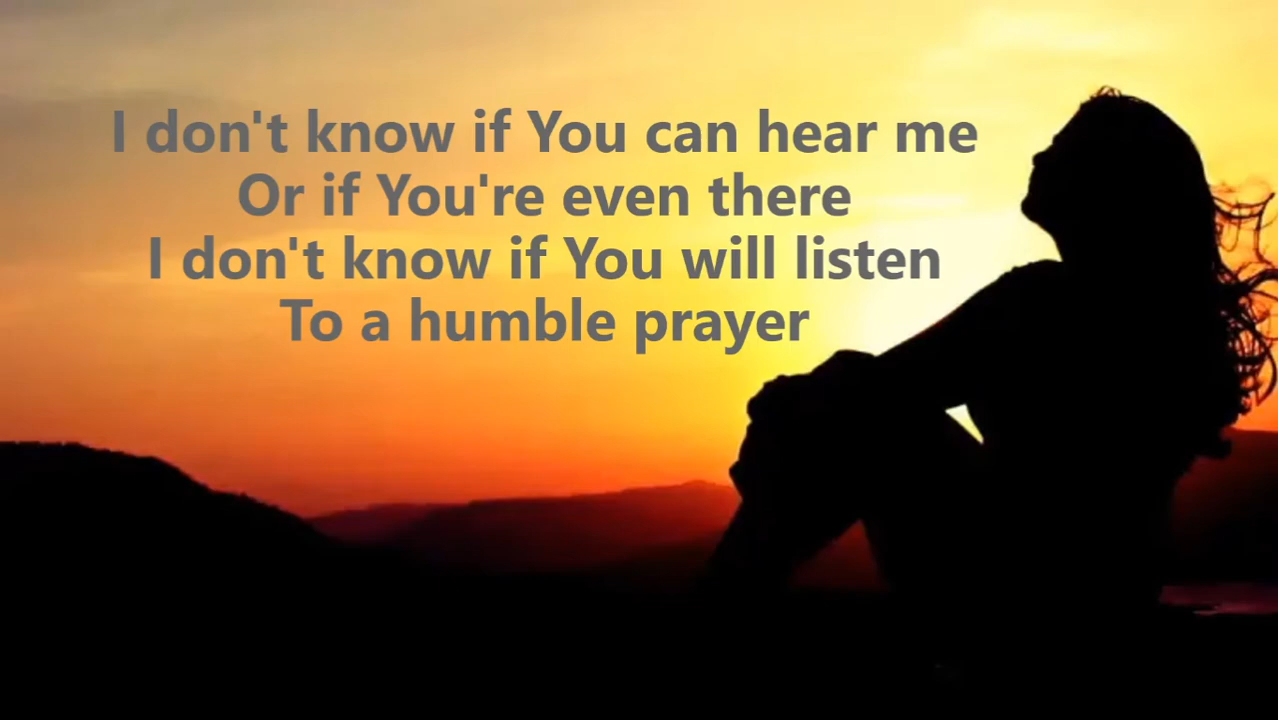 I don't know if You can hear me
Or if You're even there
I don't know if You will listen
To a humble prayer